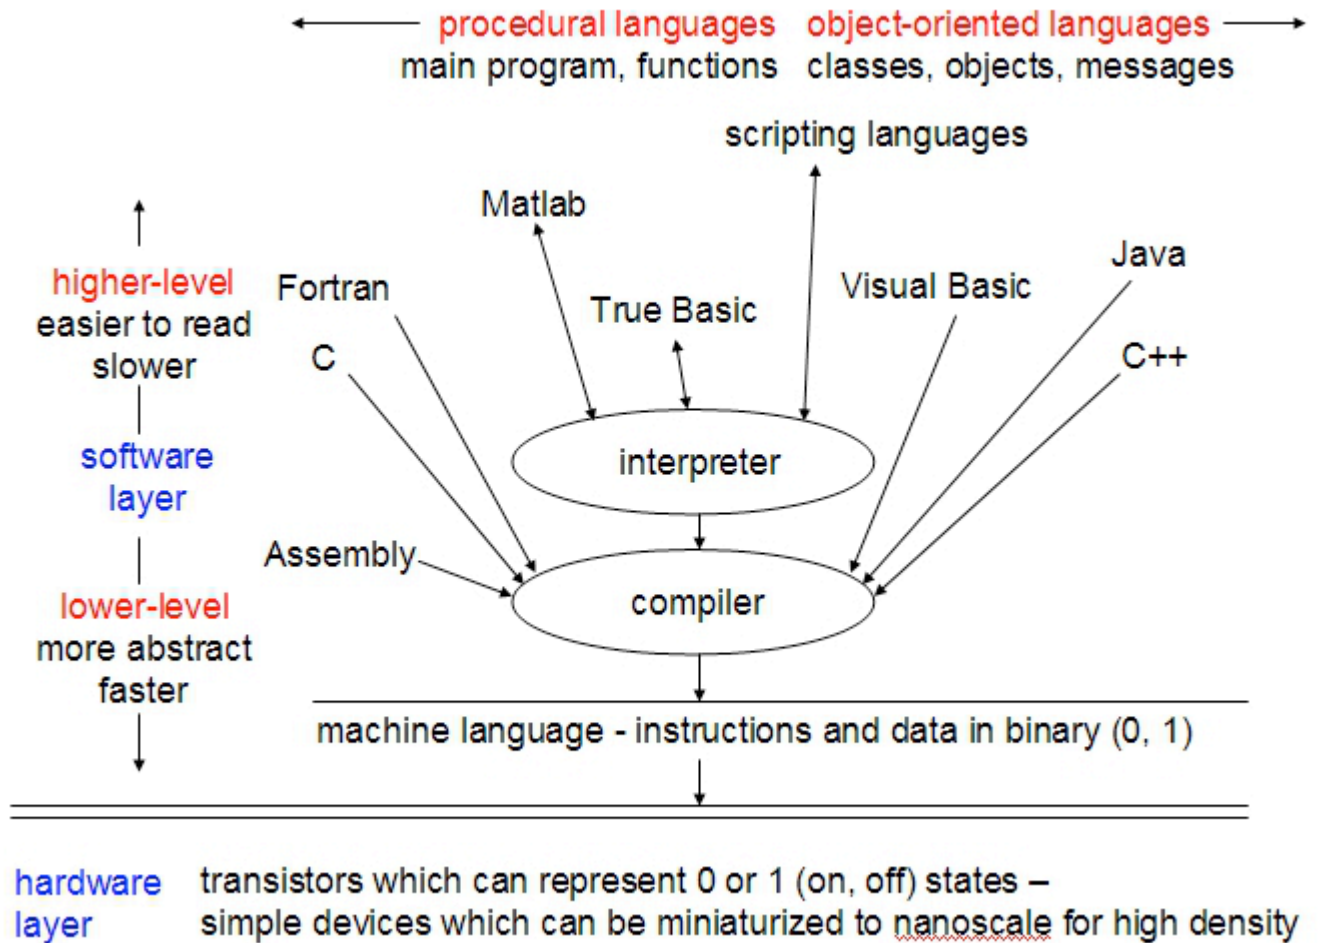 procedural languages object-oriented languages
main program, functions classes, objects, messages
scripting languages
Matlab
Java
higher-level
easier to read
slower
Fortran
True Basic
Visual Basic
C
C++
software
layer
interpreter
Assembly
compiler
lower-level
more abstract
faster
machine language - instructions and data in binary (0, 1)
hardware transistors which can represent 0 or 1 (on, off) states –
layer simple devices which can be miniaturized to nanoscale for high density